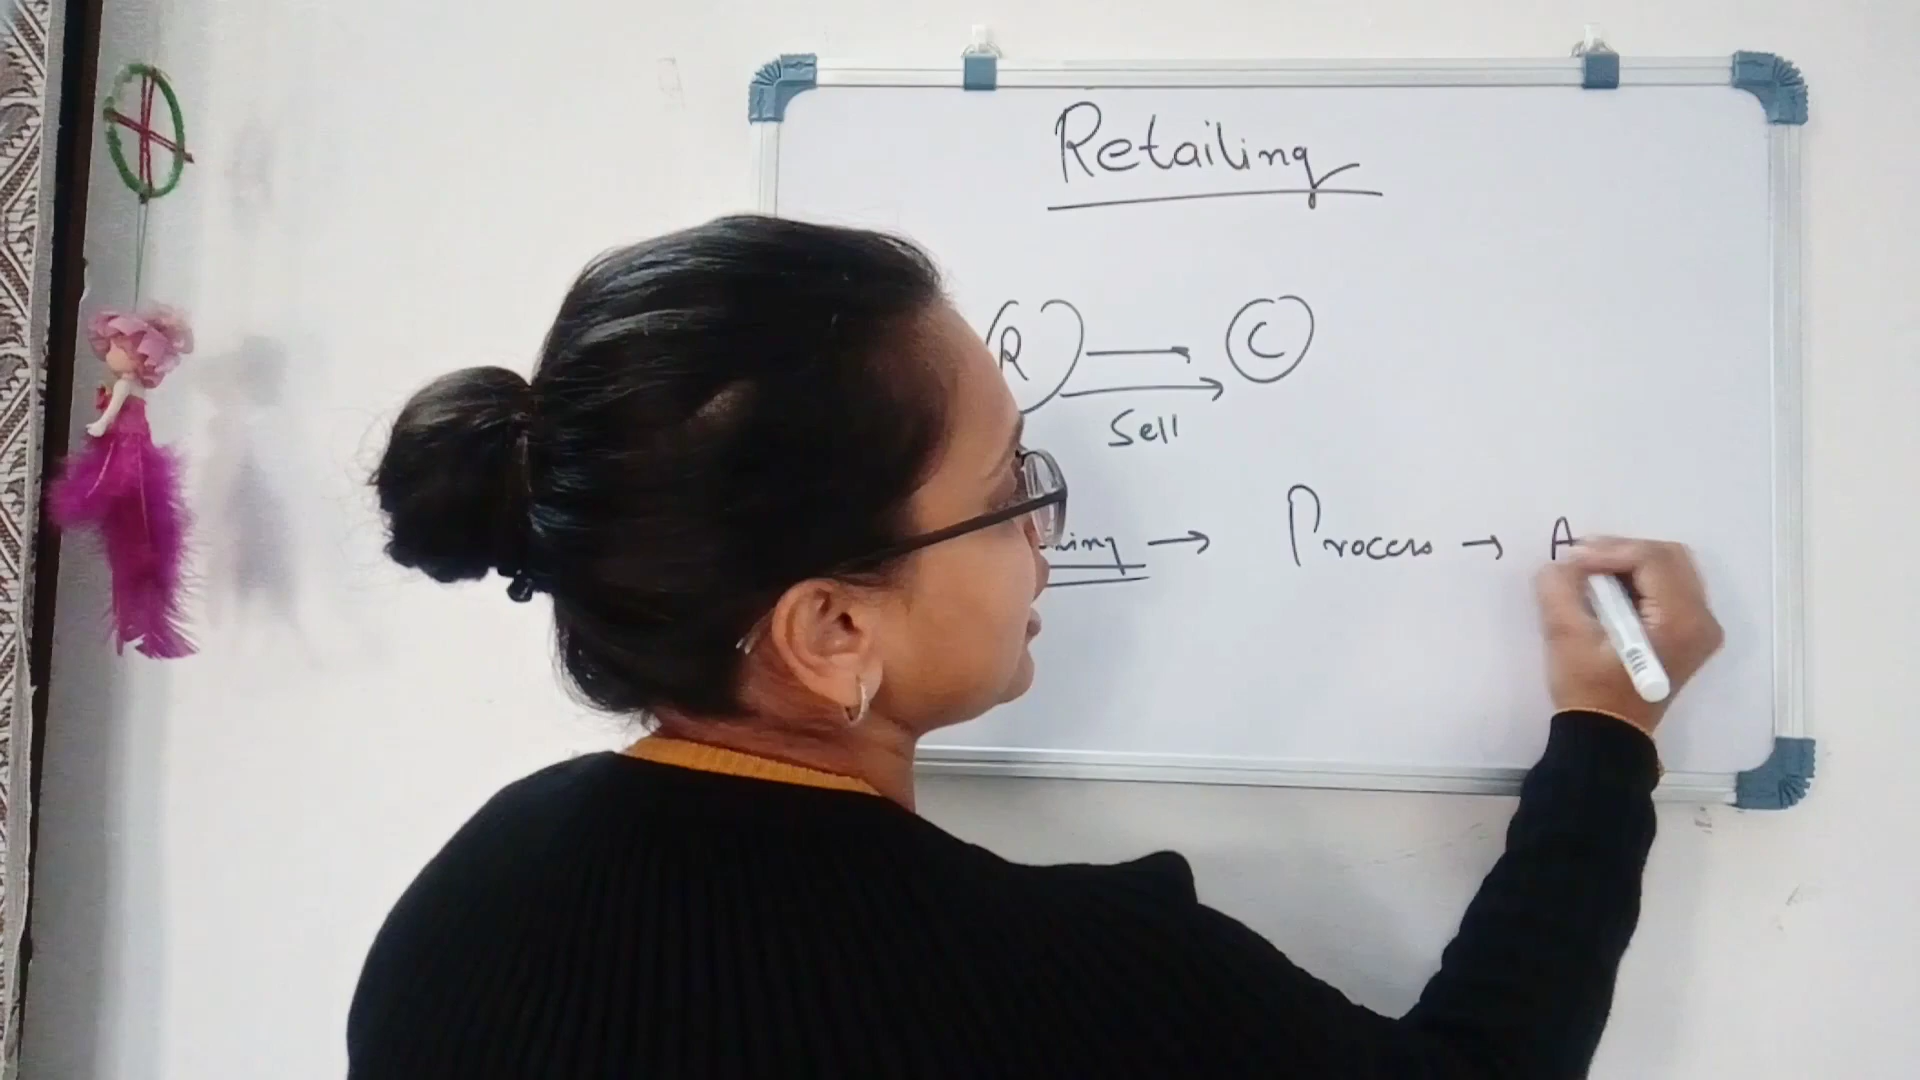 Retailing
R → C
Sell
→ Process → A